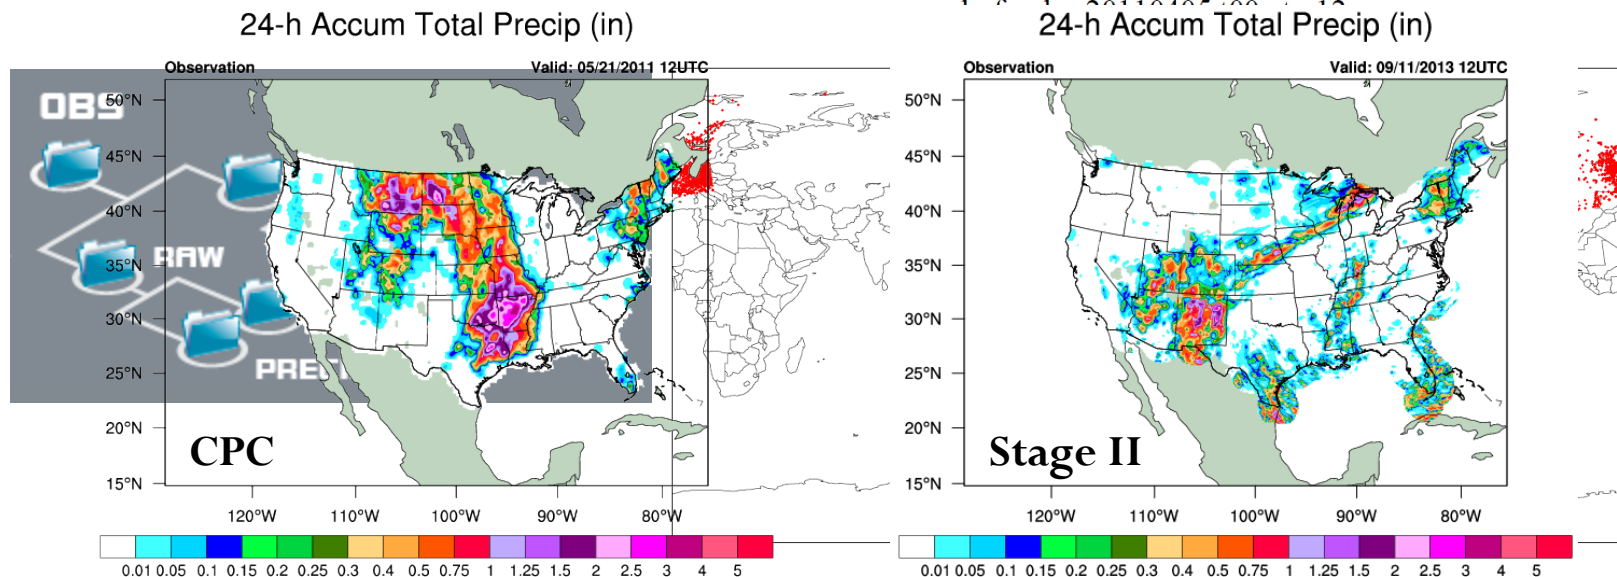 24-h Accum Total Precip (in)
Observation Valid: 05/21/2011 12UTC
50°N
45°N
40°N
35°N
30°N
25°N
20°N
15°N
OBS
RAW
CPC
120°W 110°W 100°W 90°W 80°W
0.01 0.05 0.1 0.15 0.2 0.25 0.3 0.4 0.5 0.75 1 1.25 1.5 2 2.5 3 4 5
24-h Accum Total Precip (in)
Observation Valid: 09/11/2013 12UTC
50°N
45°N
40°N
35°N
30°N
25°N
20°N
15°N
Stage II
120°W 110°W 100°W 90°W 80°W
0.01 0.05 0.1 0.15 0.2 0.25 0.3 0.4 0.5 0.75 1 1.25 1.5 2 2.5 3 4 5